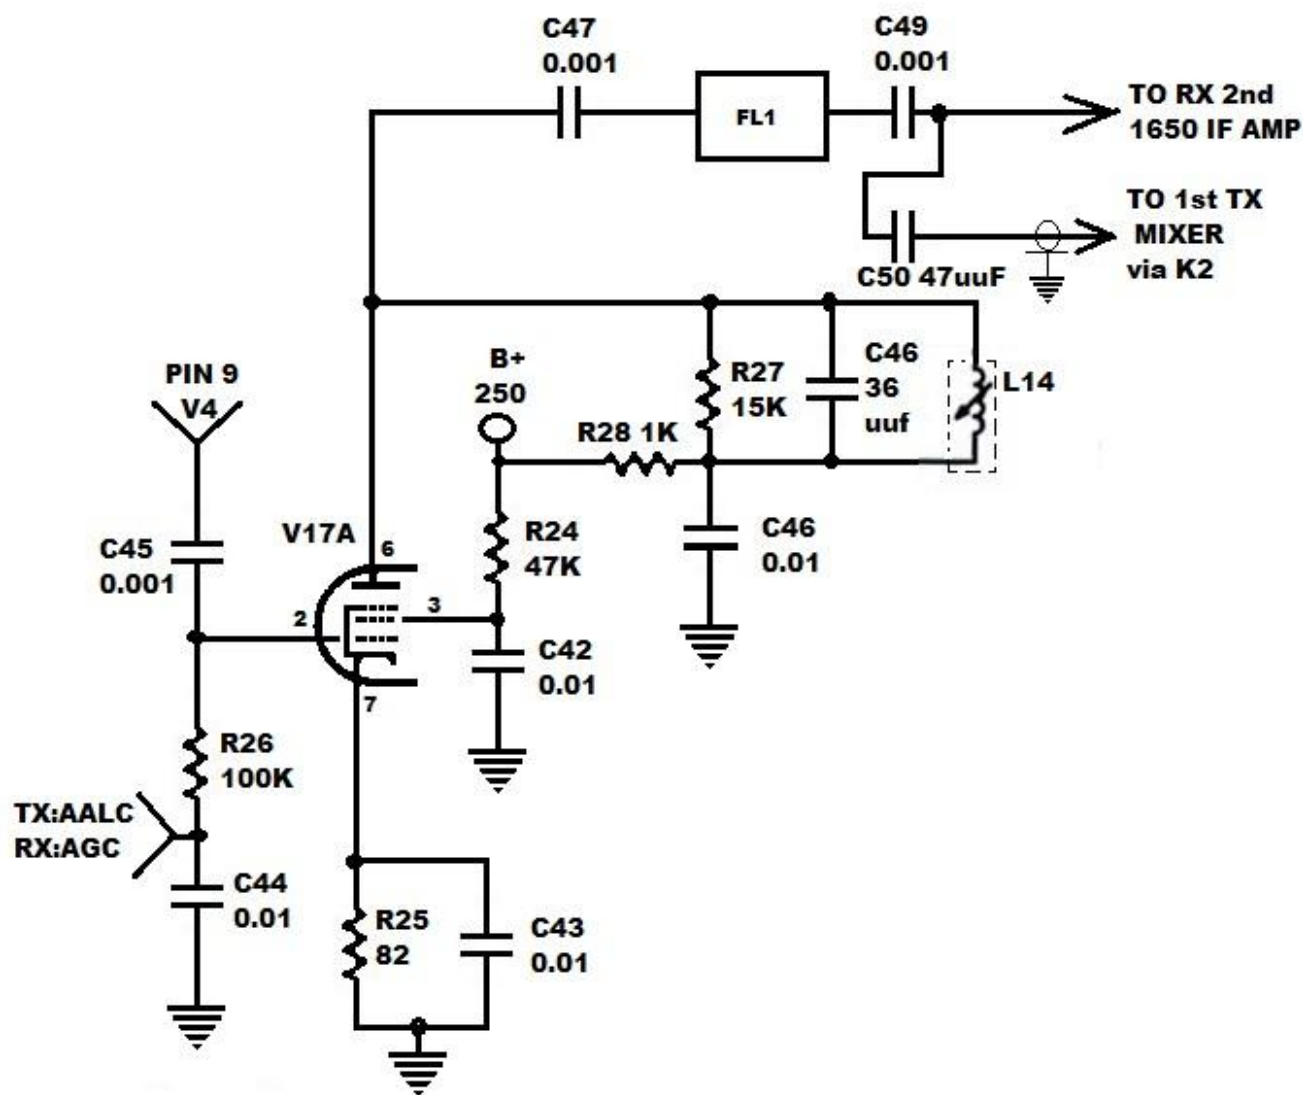 C47
0.001
C49
0.001
FL1
TO RX 2nd
1650 IF AMP
TO 1st TX
MIXER
via K2
C50 47uuF
PIN 9
V4
B+
250
R27
15K
C46
36
uuf
L14
R28 1K
C45
0.001
V17A
6
R24
47K
C46
0.01
2
3
C42
0.01
7
R26
100K
TX:AALC
RX:AGC
C44
0.01
R25
82
C43
0.01